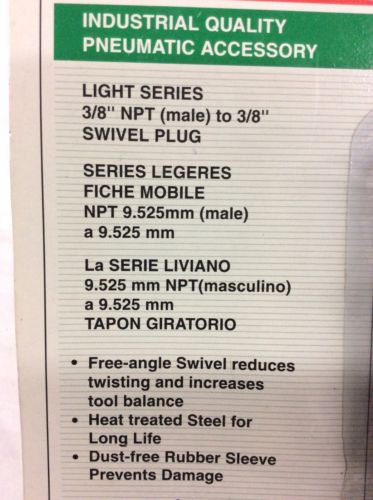 INDUSTRIAL QUALITY
PNEUMATIC ACCESSORY
LIGHT SERIES
3/8" NPT (male) to 3/8"
SWIVEL PLUG
SERIES LEGERES
FICHE MOBILE
NPT 9.525mm (male)
a 9.525 mm
La SERIE LIVIANO
9.525 mm NPT(masculino)
a 9.525 mm
TAPON GIRATORIO
• Free-angle Swivel reduces
twisting and increases
tool balance
• Heat treated Steel for
Long Life
• Dust-free Rubber Sleeve
Prevents Damage